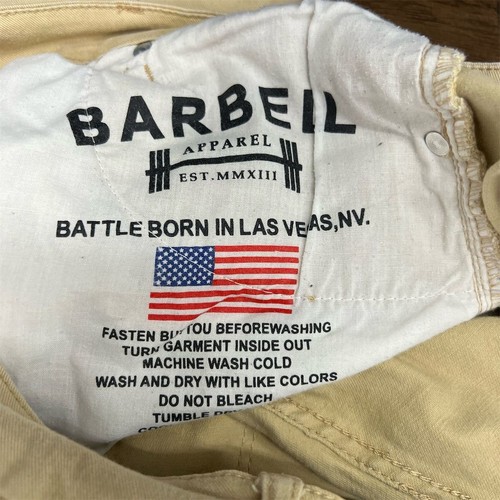 BARBELL
APPAREL
EST.MMXIII
BATTLE BORN IN LAS VEGAS,NV.
FASTEN BEFOREWASHING
TURN GARMENT INSIDE OUT
MACHINE WASH COLD
WASH AND DRY WITH LIKE COLORS
DO NOT BLEACH
TUMBLE